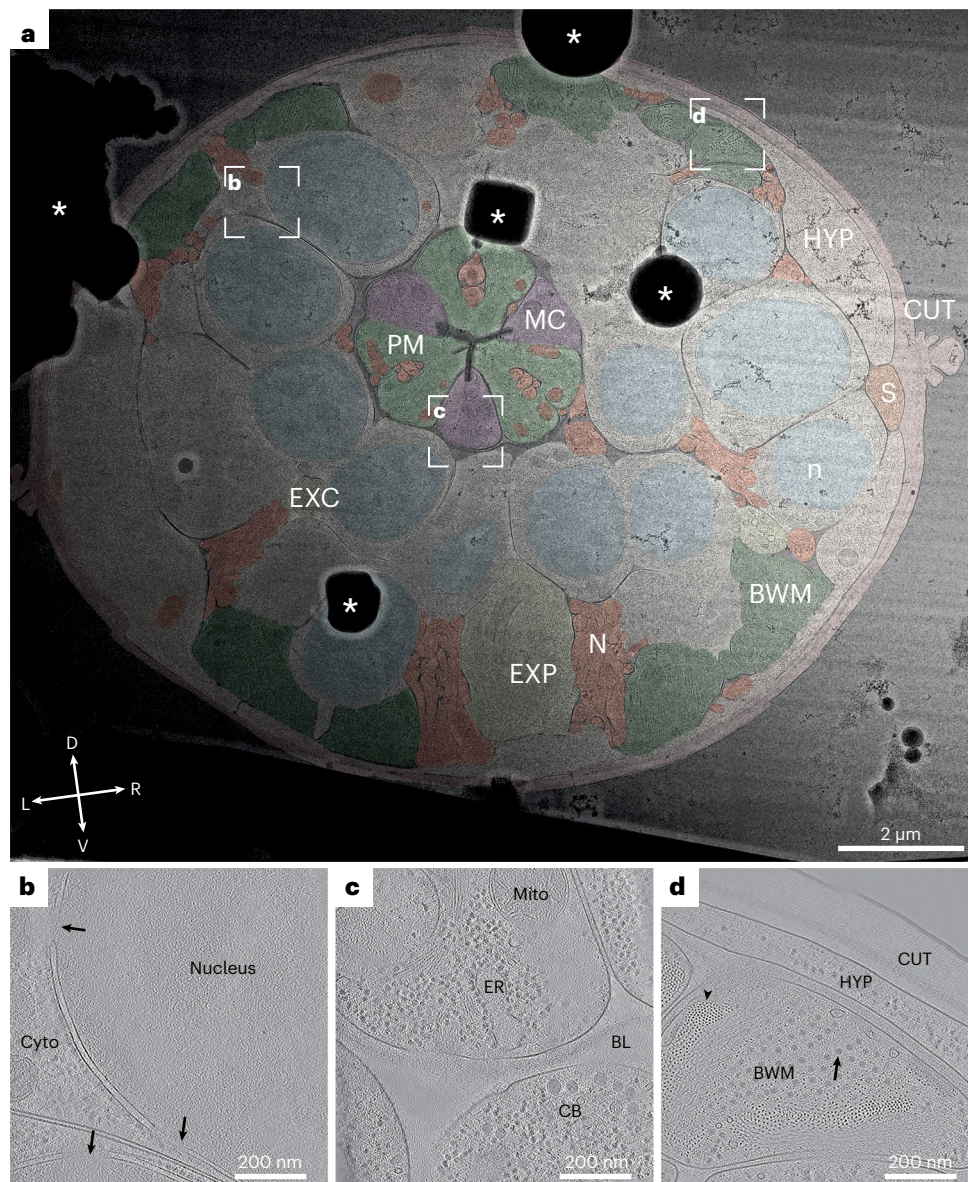 a
*
*
d
b
*
HYP
*
CUT
MC
PM
S
c
n
EXC
BWM
*
N
EXP
D
L
R
V
2 µm
b
Nucleus
Cyto
200 nm
c
Mito
ER
BL
CB
200 nm
d
CUT
HYP
BWM
200 nm